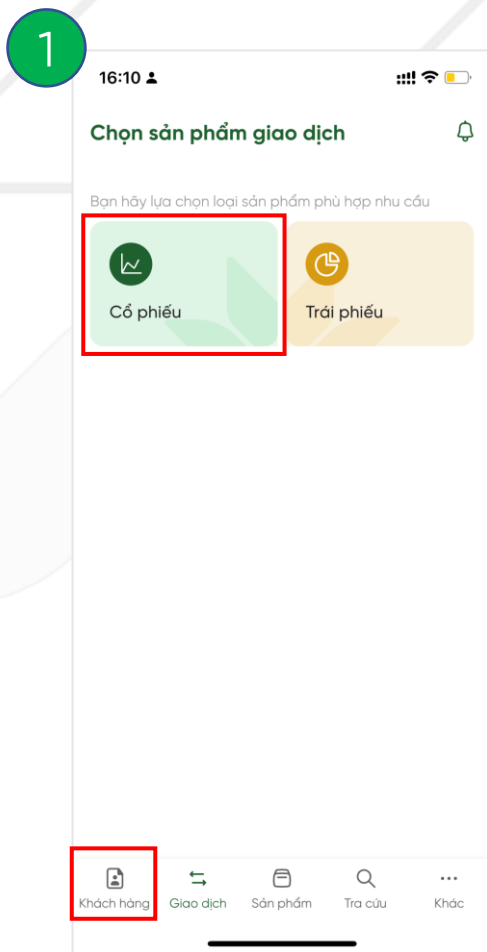 1
16:10
Chọn sản phẩm giao dịch
Bạn hãy lựa chọn loại sản phẩm phù hợp nhu cầu
Cổ phiếu
Trái phiếu
Khách hàng
Giao dịch
Sản phẩm
Tra cứu
Khác